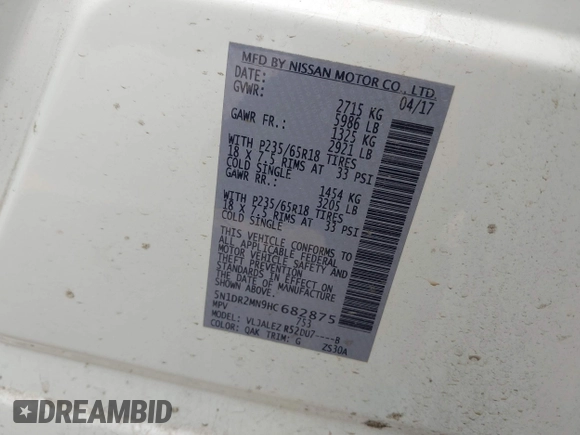 MFD BY NISSAN MOTOR CO., LTD.
DATE: 04/17
GVWR: 2715 KG
5986 LB
GAWR FR.: 1325 KG
2921 LB
WITH P235/65R18 TIRES
18 X 7.5 RIMS AT 33 PSI
COLD SINGLE
GAWR RR.: 1454 KG
3205 LB
WITH P235/65R18 TIRES
18 X 7.5 RIMS AT 33 PSI
COLD SINGLE
THIS VEHICLE CONFORMS TO
ALL APPLICABLE FEDERAL
MOTOR VEHICLE SAFETY AND
THEFT PREVENTION
STANDARDS IN EFFECT ON
THE DATE OF MANUFACTURE
SHOWN ABOVE.
5N1DR2MN9HC682875
MPV 753
MODEL: VLJALEZ R52DU7----B
COLOR: QAK TRIM: G ZS30A
DREAMBID